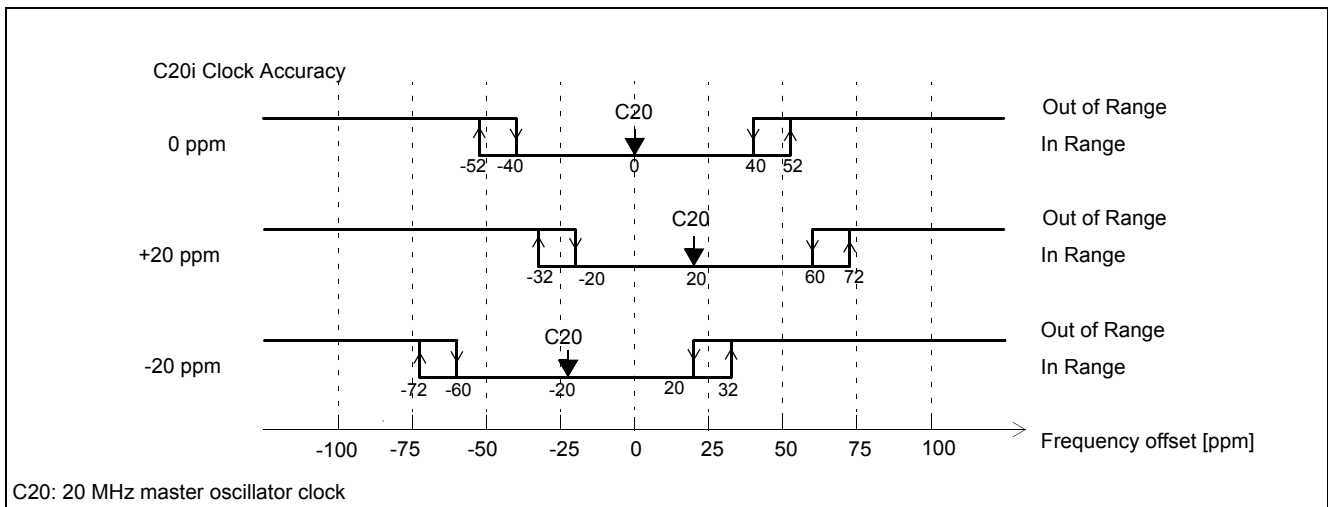 C20i Clock Accuracy
C20
Out of Range
0 ppm
In Range
-52 -40 0 40 52
C20
Out of Range
+20 ppm
In Range
-32 -20 20 60 72
C20
Out of Range
-20 ppm
In Range
-72 -60 -20 20 32
-100 -75 -50 -25 0 25 50 75 100
Frequency offset [ppm]
C20: 20 MHz master oscillator clock